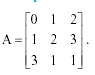 A = [0 1 2
1 2 3
3 1 1].